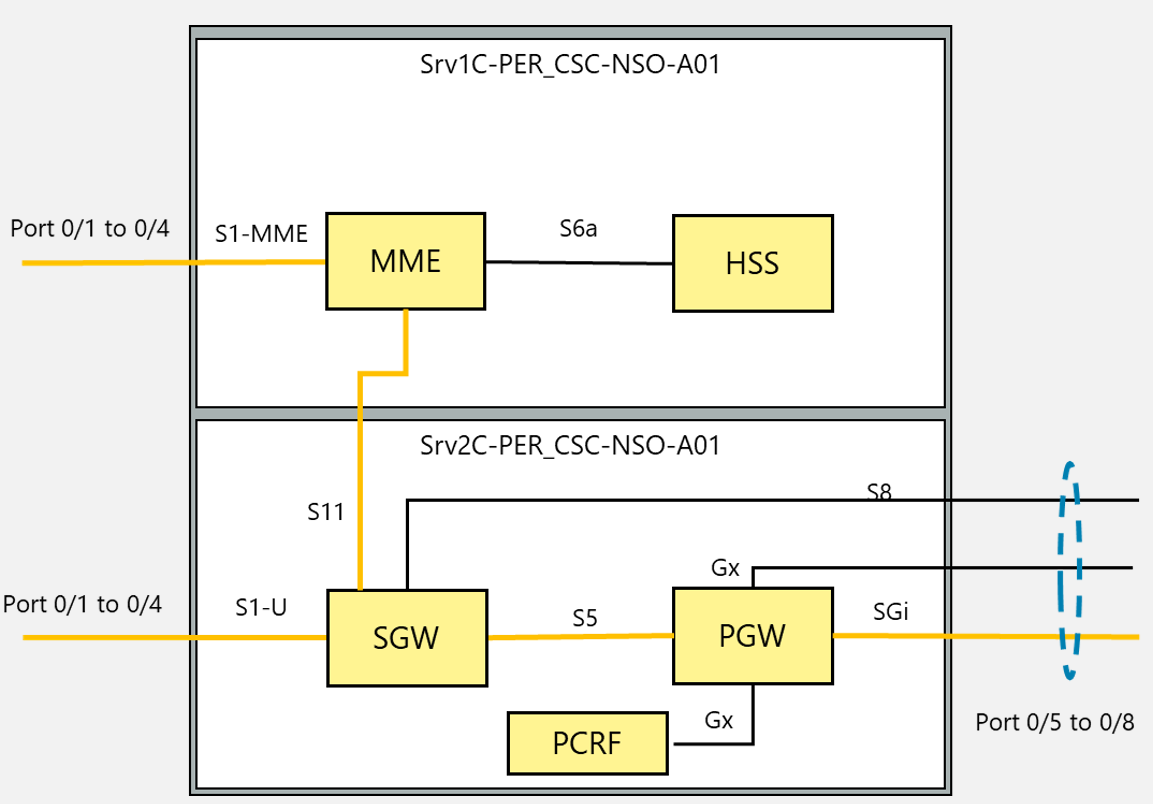 Srv1C-PER_CSC-NSO-A01
Port 0/1 to 0/4
S1-MME
MME
S6a
HSS
Srv2C-PER_CSC-NSO-A01
S8
S11
Gx
Port 0/1 to 0/4
S1-U
SGW
S5
PGW
SGi
Gx
PCRF
Port 0/5 to 0/8